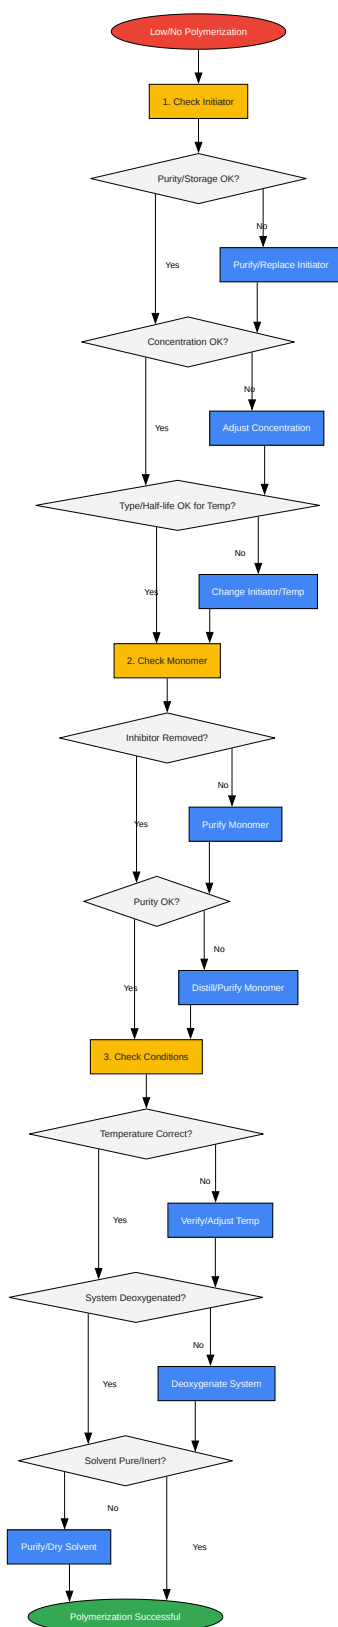 Low/No Polymerization
1. Check Initiator
Purity/Storage OK?
No
Purify/Replace Initiator
Yes
Concentration OK?
No
Adjust Concentration
Yes
Type/Half-life OK for Temp?
No
Change Initiator/Temp
Yes
2. Check Monomer
Inhibitor Removed?
No
Purify Monomer
Yes
Purity OK?
No
Distill/Purify Monomer
Yes
3. Check Conditions
Temperature Correct?
No
Verify/Adjust Temp
Yes
System Deoxygenated?
No
Deoxygenate System
Yes
Solvent Pure/Inert?
No
Purify/Dry Solvent
Yes
Polymerization Successful